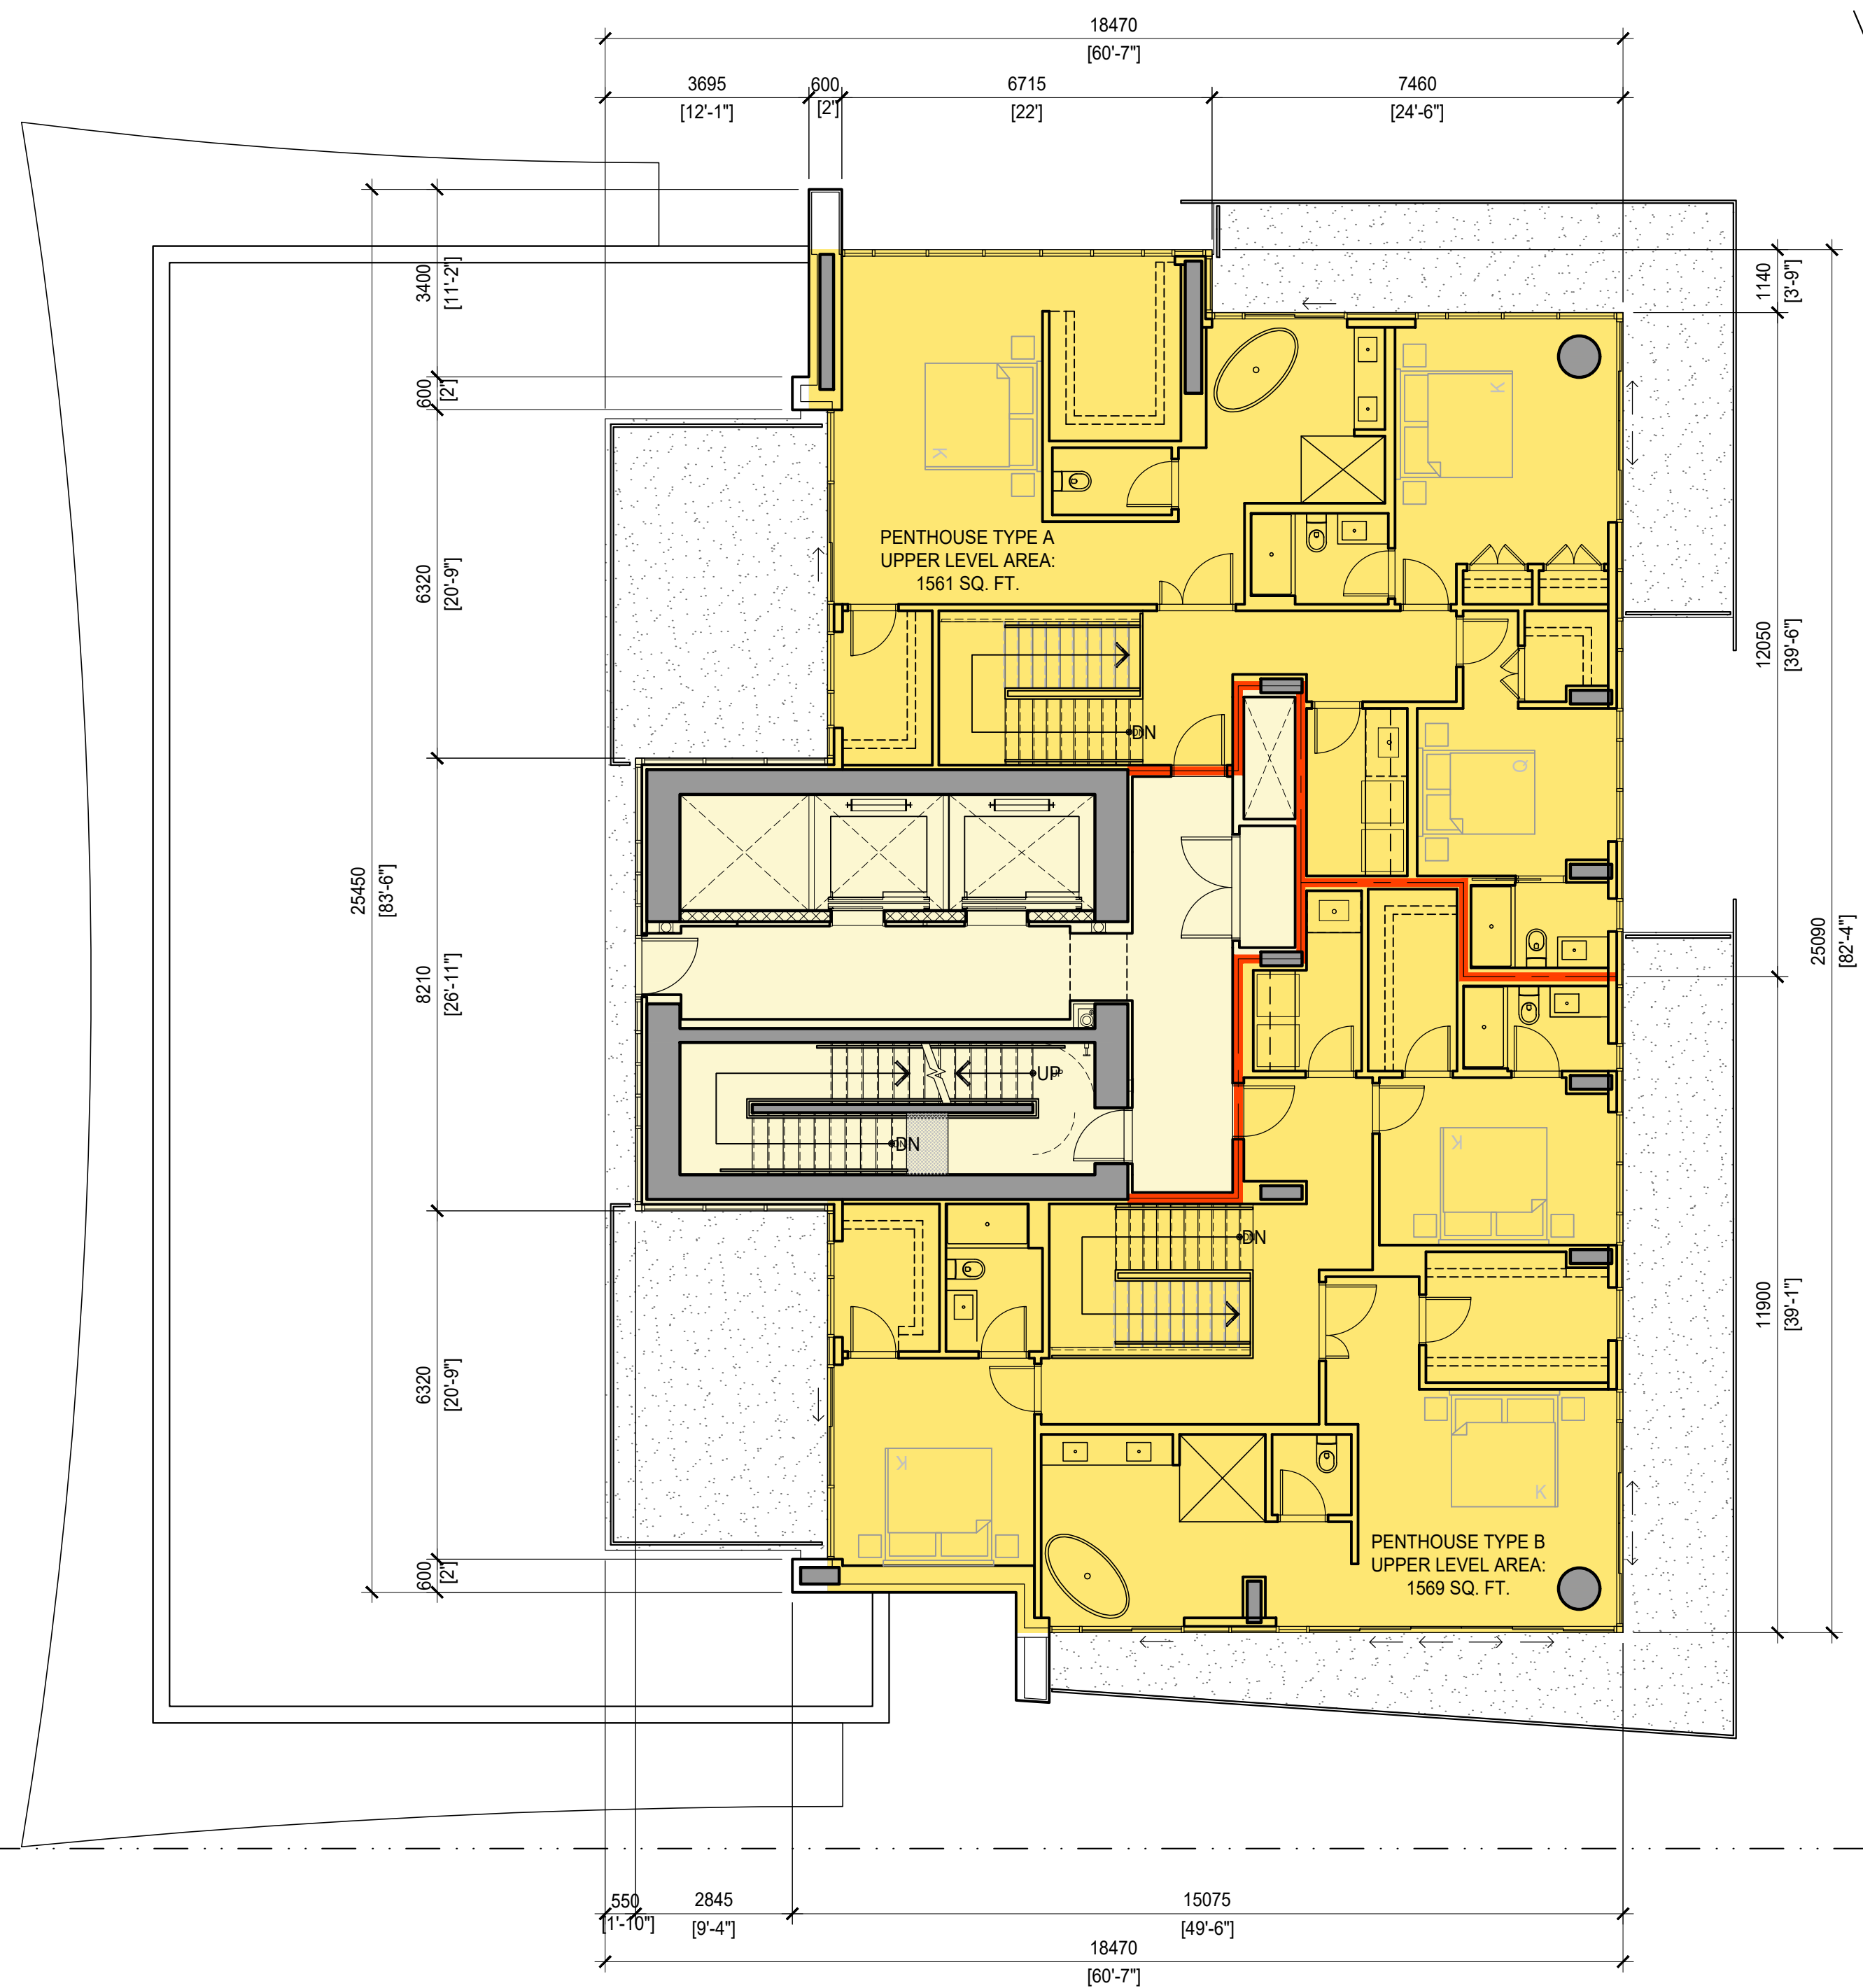 18470
[60'-7"]
3695
600
6715
7460
[12'-1"]
[2']
[22']
[24'-6"]
3400
[11'-2"]
600
[2"]
6320
[20'-9"]
25450
[83'-6"]
8210
[26'-11"]
6320
[20'-9"]
600
[2"]
1140
[3'-9"]
12050
[39'-6"]
25090
[82'-4"]
11900
[39'-1"]
K
K
PENTHOUSE TYPE A
UPPER LEVEL AREA:
1561 SQ. FT.
DN
Q
UP
DN
K
DN
K
K
PENTHOUSE TYPE B
UPPER LEVEL AREA:
1569 SQ. FT.
550
2845
15075
[1'-10"]
[9'-4"]
[49'-6"]
18470
[60'-7"]